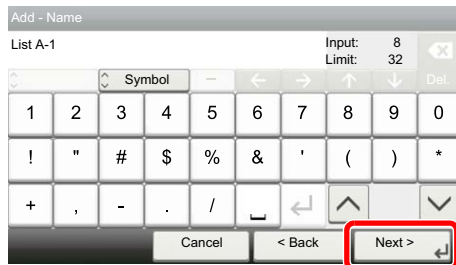 Add - Name
List A-1 Input: 8
Limit: 32
Symbol - Del.
1 2 3 4 5 6 7 8 9 0
! " # $ % & ' ( ) *
+ , - . /
Cancel < Back Next >